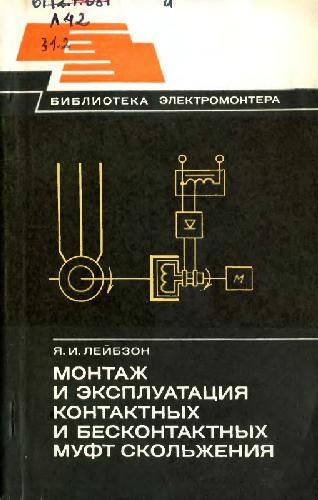 Л42
31.2
БИБЛИОТЕКА ЭЛЕКТРОМОНТЕРА
М
Я. И. ЛЕЙБЗОН
МОНТАЖ
И ЭКСПЛУАТАЦИЯ
КОНТАКТНЫХ
И БЕСКОНТАКТНЫХ
МУФТ СКОЛЬЖЕНИЯ